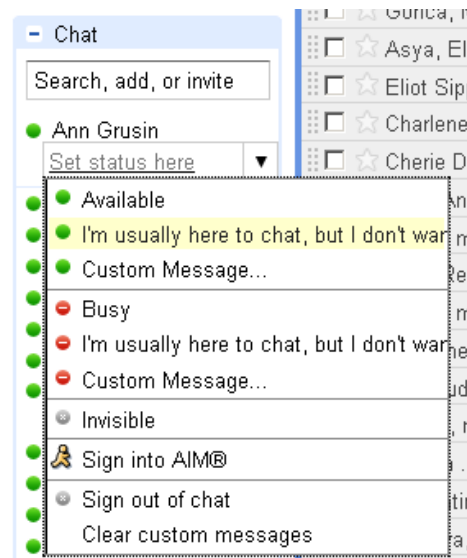 Chat
Search, add, or invite
Ann Grusin
Set status here
Available
I'm usually here to chat, but I don't war
Custom Message...
Busy
I'm usually here to chat, but I don't war
Custom Message...
Invisible
Sign into AIM®
Sign out of chat
Clear custom messages
Asya, El
Eliot Sip
Charlene
Cherie D